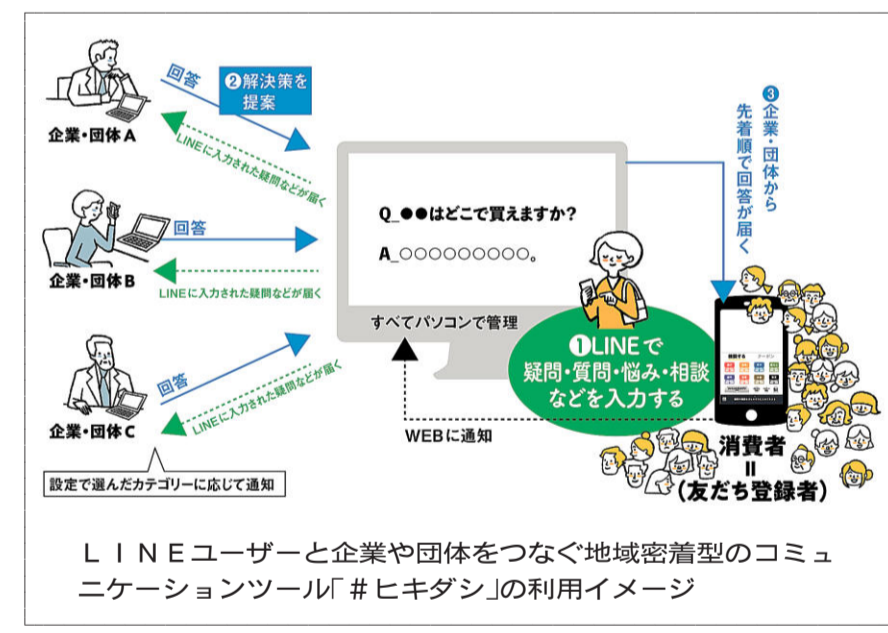 回答
❷解決策を
提案
企業・団体A
LINEに入力された疑問などが届く
回答
企業・団体B
LINEに入力された疑問などが届く
回答
企業・団体C
LINEに入力された疑問などが届く
設定で選んだカテゴリーに応じて通知
Q_●●はどこで買えますか?
A_○○○○○○○○○。
すべてパソコンで管理
❶LINEで
疑問・質問・悩み・相談
などを入力する
WEBに通知
❸企業・団体から
先着順で回答が届く
消費者
=
(友だち登録者)
LINEユーザーと企業や団体をつなぐ地域密着型のコミュ
ニケーションツール「#ヒキダシ」の利用イメージ